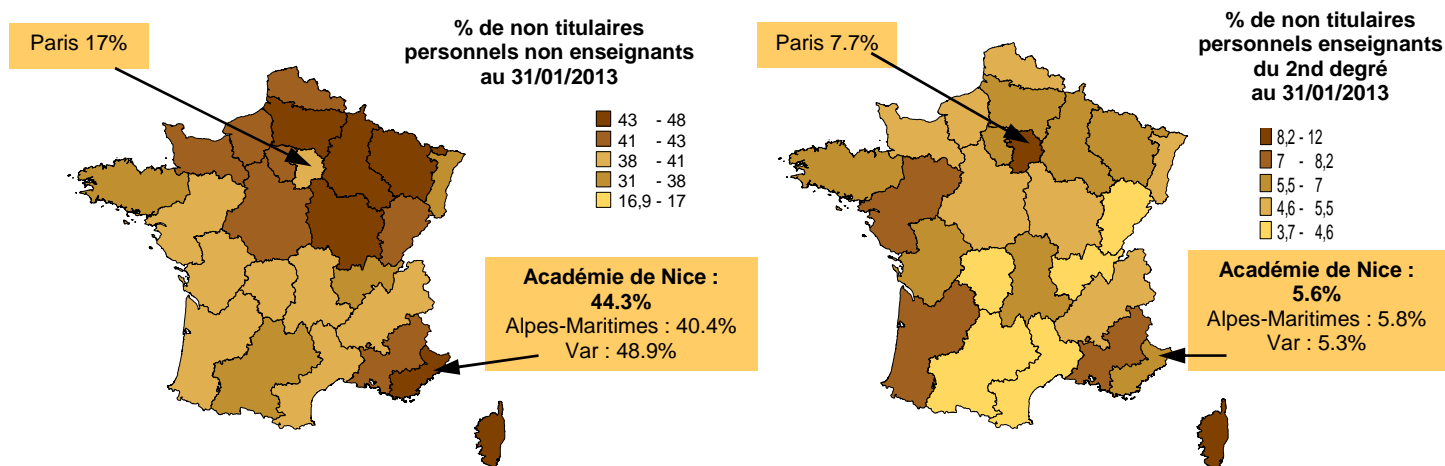 Paris 17%
% de non titulaires
personnels non enseignants
au 31/01/2013
43 - 48
41 - 43
38 - 41
31 - 38
16,9 - 17
Académie de Nice :
44.3%
Alpes-Maritimes : 40.4%
Var : 48.9%
Paris 7.7%
% de non titulaires
personnels enseignants
du 2nd degré
au 31/01/2013
8,2 - 12
7 - 8,2
5,5 - 7
4,6 - 5,5
3,7 - 4,6
Académie de Nice :
5.6%
Alpes-Maritimes : 5.8%
Var : 5.3%